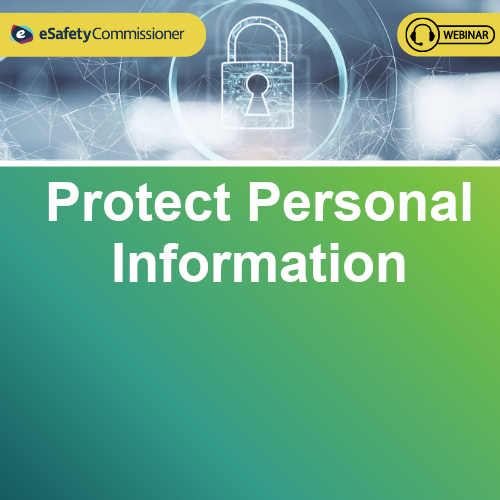 eSafetyCommissioner
WEBINAR
Protect Personal
Information